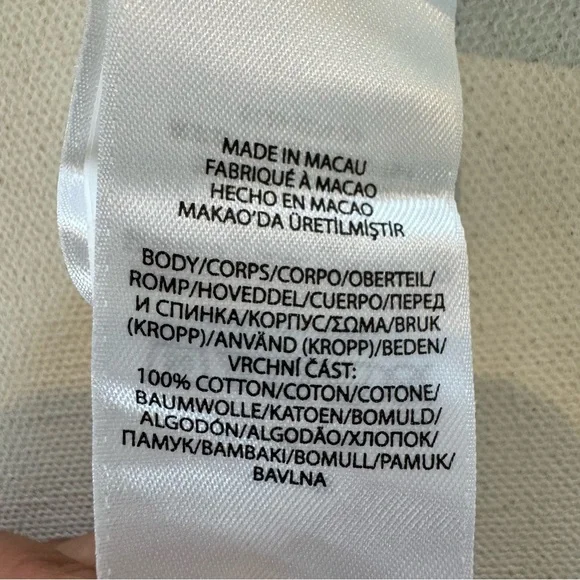 MADE IN MACAU
FABRIQUÉ À MACAO
HECHO EN MACAO
MAKAO'DA ÜRETİLMİŞTİR
BODY/CORPS/CORPO/OBERTEIL/
ROMP/HOVEDDEL/CUERPO/ПЕРЕД
И СПИНКА/КОРПУС/ΣΩΜΑ/BRUK
(KROPP)/ANVÄND (KROPP)/BEDEN/
VRCHNÍ ČÁST:
100% COTTON/COTON/COTONE/
BAUMWOLLE/KATOEN/BOMULD/
ALGODÓN/ALGODÃO/ХЛОПОК/
ПАМУК/BAMBAKI/BOMULL/PAMUK/
BAVLNA